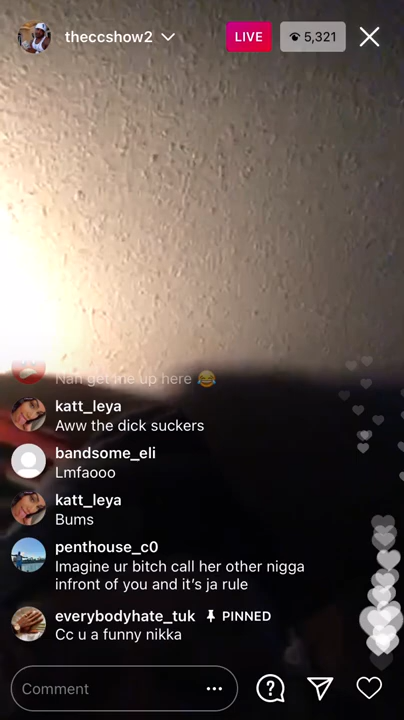 theccshow2
LIVE
5,321
Nah get me up here 😂
katt_leya
Aww the dick suckers
bandsome_eli
Lmfaooo
katt_leya
Bums
penthouse_c0
Imagine ur bitch call her other nigga
infront of you and it’s ja rule
everybodyhate_tuk PINNED
Cc u a funny nikka
Comment